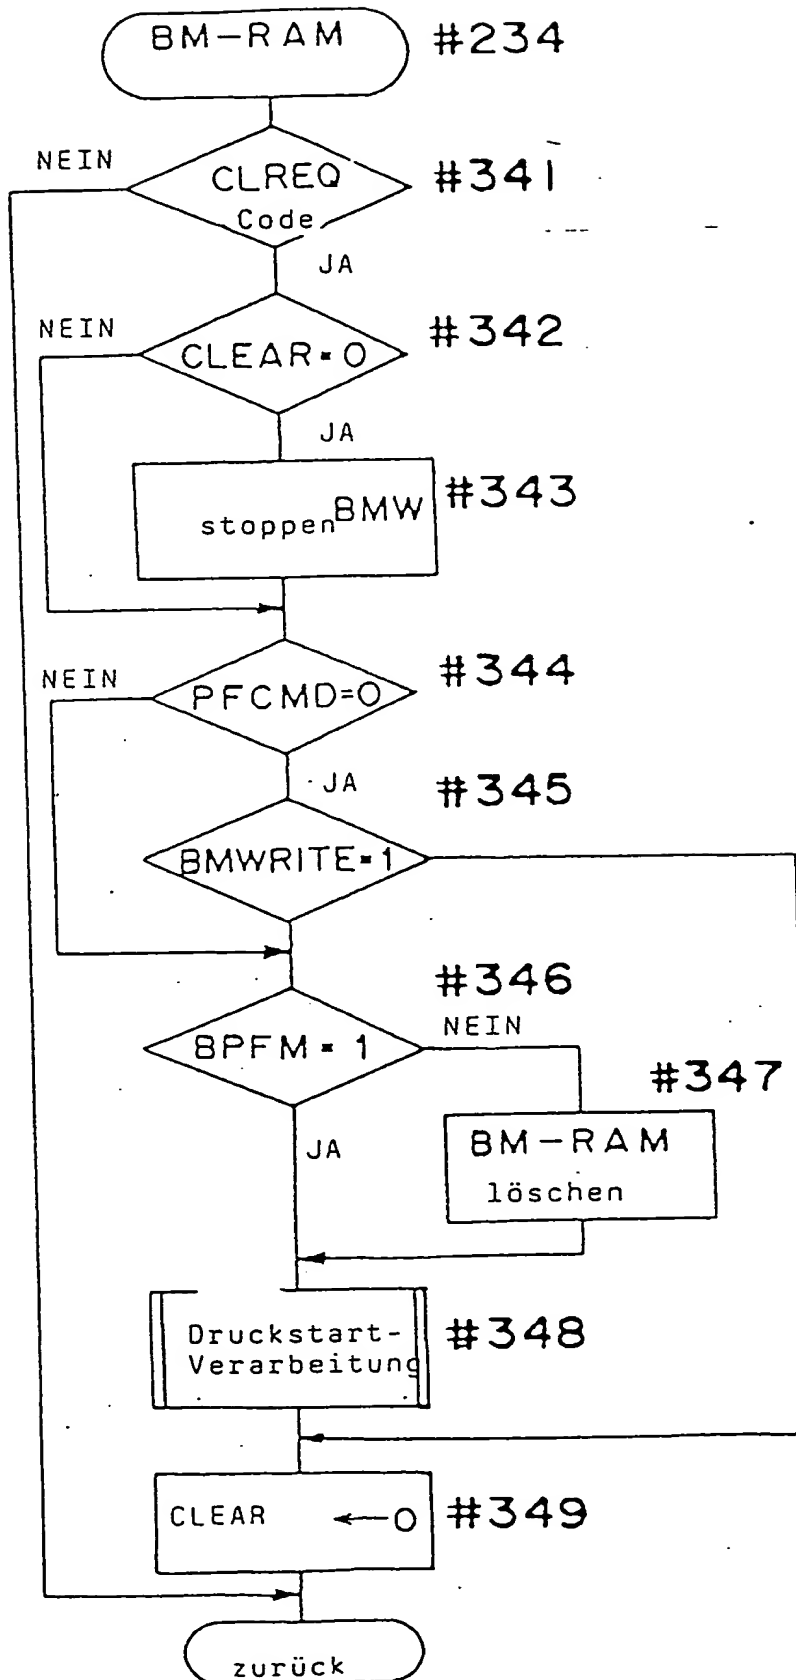 BM-RAM #234
NEIN
CLREQ #341
Code
JA
NEIN
CLEAR=0 #342
JA
stoppen BMW #343
NEIN
PFCMD=0 #344
JA
#345
BMWRITE=1
#346
BPFM=1 NEIN
#347
BM-RAM
löschen
JA
Druckstart-
Verarbeitung
#348
CLEAR ←0 #349
zurück